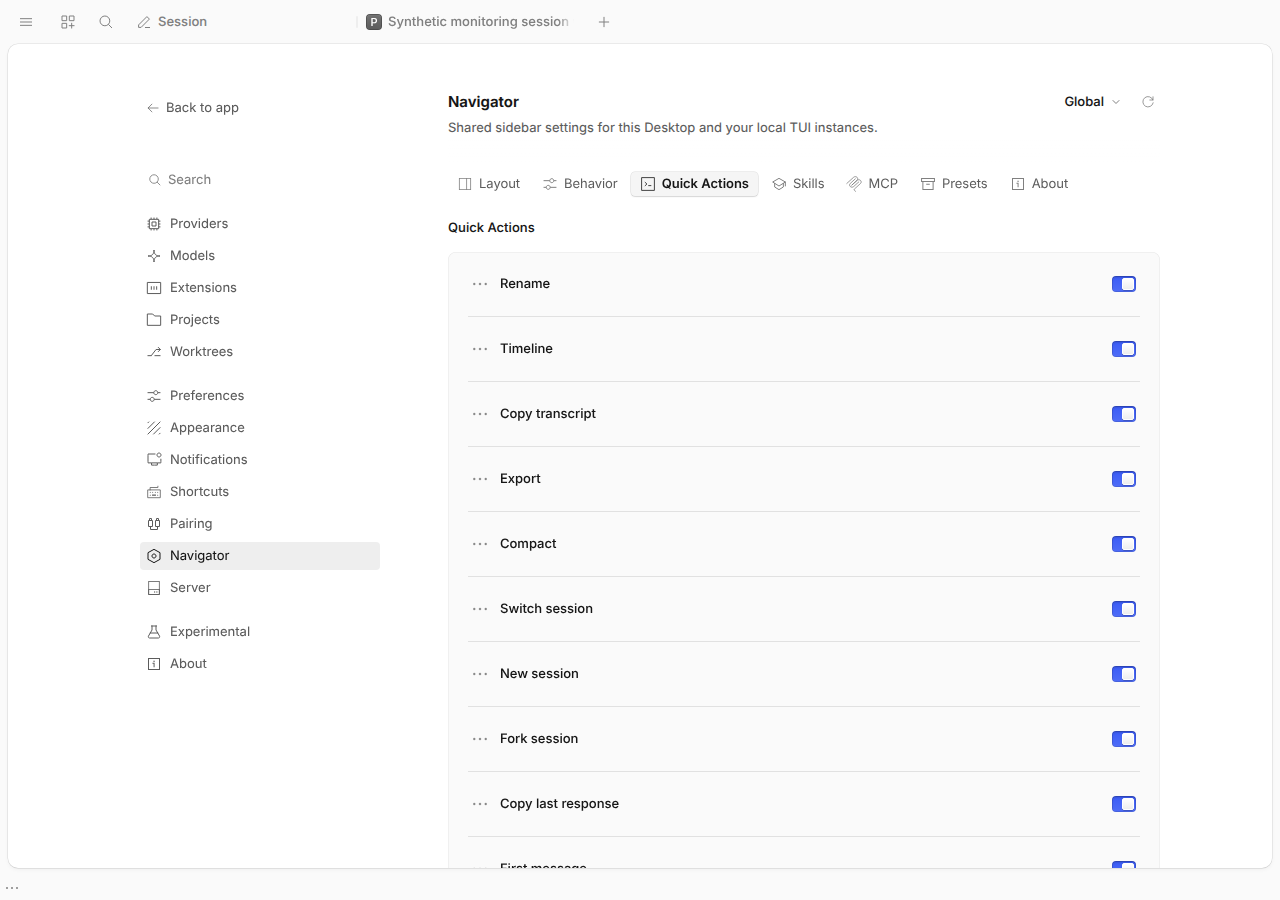 Session
P Synthetic monitoring session
Back to app
Search
Providers
Models
Extensions
Projects
Worktrees
Preferences
Appearance
Notifications
Shortcuts
Pairing
Navigator
Server
Experimental
About
Navigator
Global
Shared sidebar settings for this Desktop and your local TUI instances.
Layout Behavior Quick Actions Skills MCP Presets About
Quick Actions
Rename
Timeline
Copy transcript
Export
Compact
Switch session
New session
Fork session
Copy last response
First message